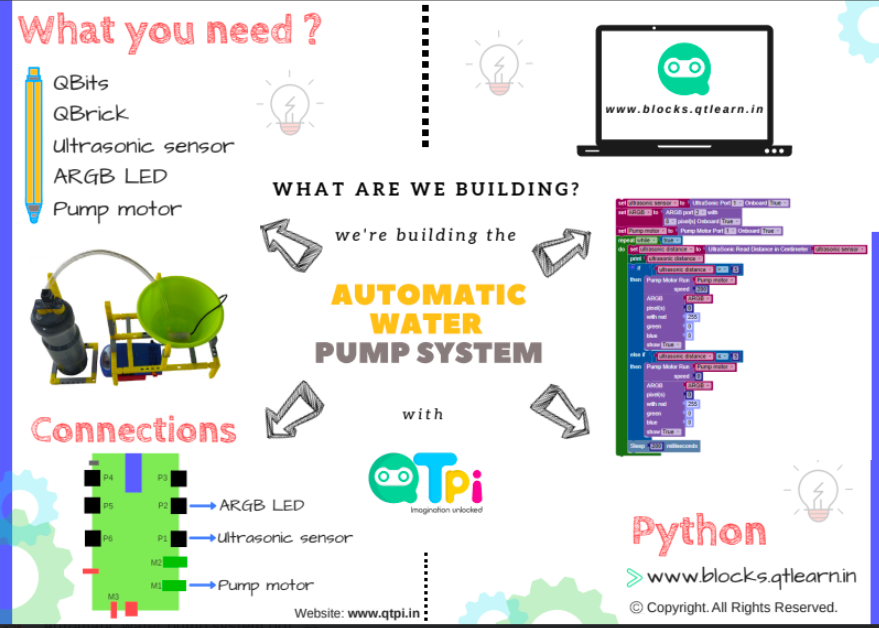 What you need ?
QBits
QBrick
Ultrasonic sensor
ARGB LED
Pump motor
www.blocks.qtlearn.in
WHAT ARE WE BUILDING?
we're building the
AUTOMATIC
WATER
PUMP SYSTEM
with
QTPi
Imagination unlocked
set ultrasonic sensor to UltraSonic Port 1 Onboard True
set ARGB to ARGB port 2 with
pixel(s) Onboard True
set Pump motor to Pump Motor Port 1 Onboard True
repeat while true
do set ultrasonic distance to UltraSonic Read Distance in Centimeter ultrasonic sensor
print ultrasonic distance
if ultrasonic distance 5
then Pump Motor Run Pump motor
speed 200
ARGB ARGB
pixel(s) 0
with red 255
green 0
blue 0
show True
else if ultrasonic distance 5
then Pump Motor Run Pump motor
speed 0
ARGB ARGB
pixel(s) 0
with red 255
green 0
blue 0
show True
Sleep 200 milliseconds
Connections
P4 P3
P5 P2 ARGB LED
P6 P1 Ultrasonic sensor
M2
M1 Pump motor
M3
Website: www.qtpi.in
Python
www.blocks.qtlearn.in
© Copyright. All Rights Reserved.